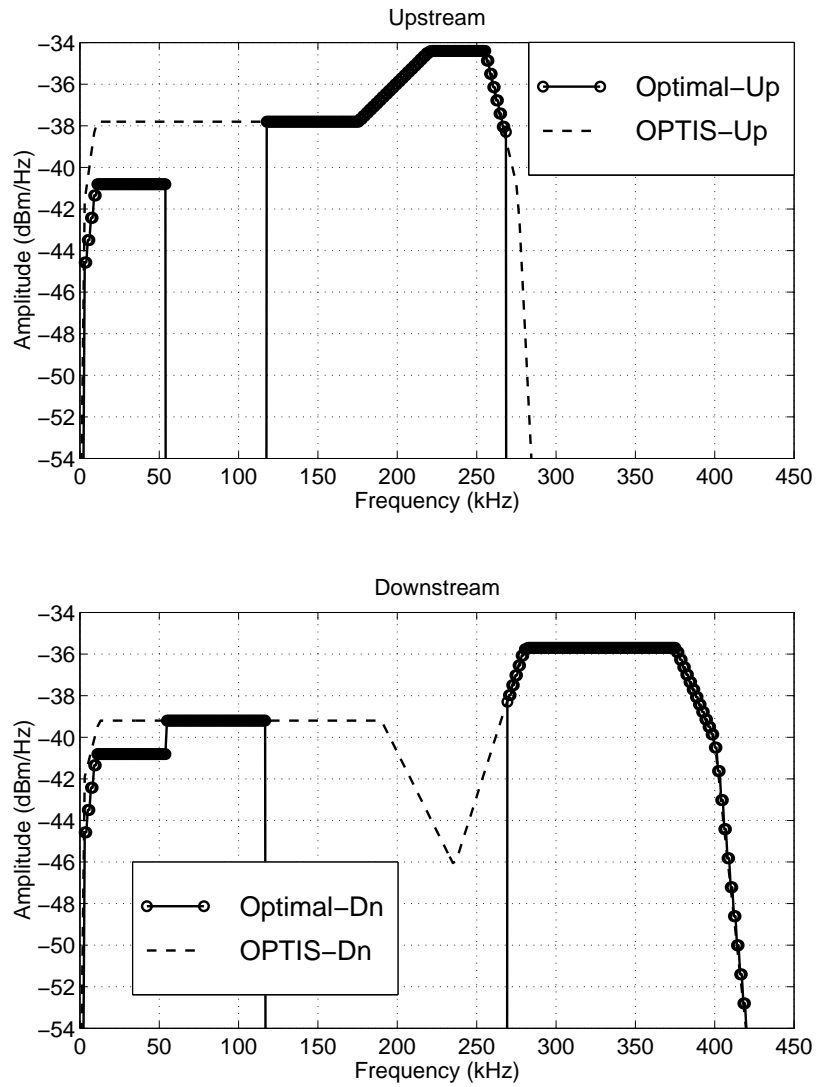 Upstream
−34
−36
−38
−40
−42
−44
−46
−48
−50
−52
−54
Amplitude (dBm/Hz)
Optimal−Up
OPTIS−Up
0 50 100 150 200 250 300 350 400 450
Frequency (kHz)
Downstream
−34
−36
−38
−40
−42
−44
−46
−48
−50
−52
−54
Amplitude (dBm/Hz)
Optimal−Dn
OPTIS−Dn
0 50 100 150 200 250 300 350 400 450
Frequency (kHz)